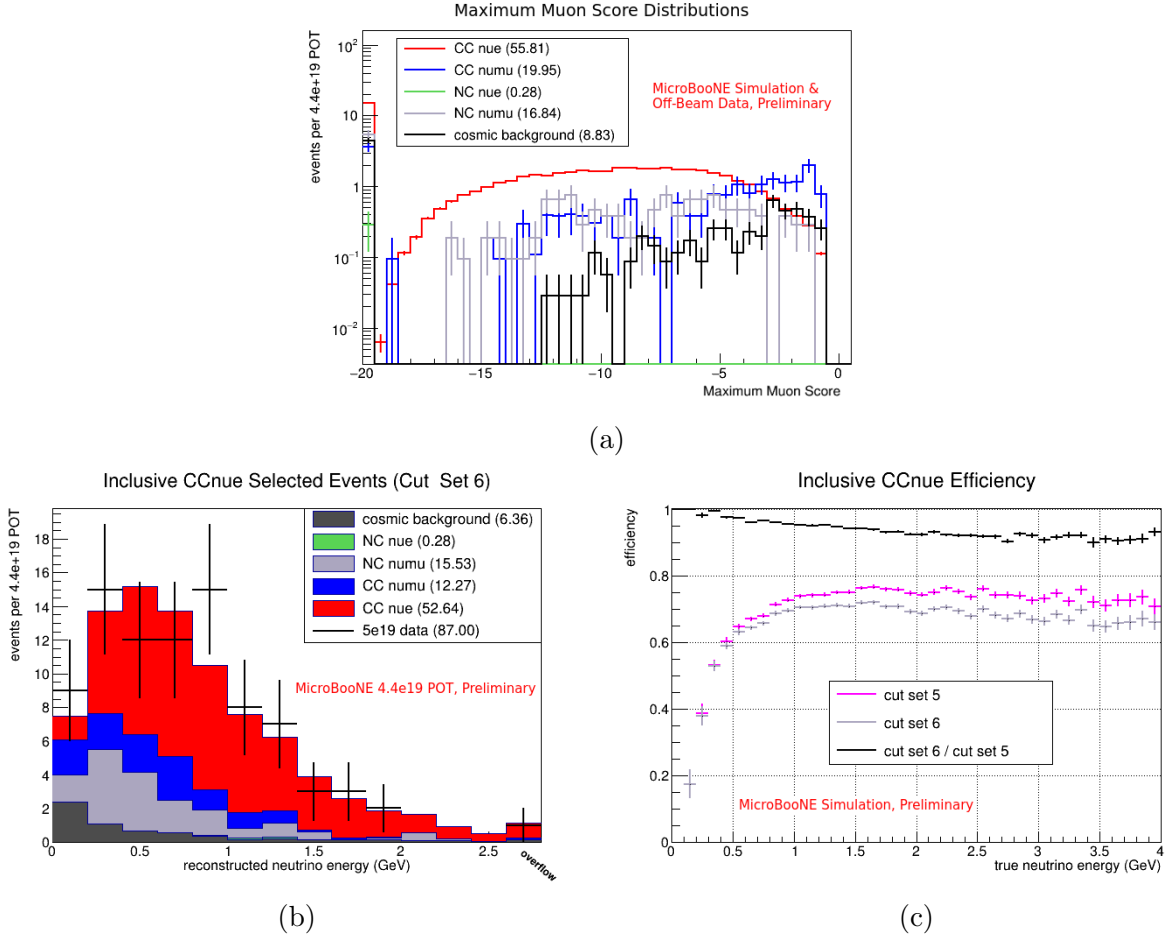 Maximum Muon Score Distributions
events per 4.4e+19 POT
10²
10
1
10⁻¹
10⁻²
CC nue (55.81)
CC numu (19.95)
NC nue (0.28)
NC numu (16.84)
cosmic background (8.83)
MicroBooNE Simulation &
Off-Beam Data, Preliminary
−20 −15 −10 −5 0
Maximum Muon Score
(a)
Inclusive CCnue Selected Events (Cut Set 6)
events per 4.4e+19 POT
18
16
14
12
10
8
6
4
2
0
cosmic background (6.36)
NC nue (0.28)
NC numu (15.53)
CC numu (12.27)
CC nue (52.64)
5e19 data (87.00)
MicroBooNE 4.4e19 POT, Preliminary
0 0.5 1 1.5 2 2.5
overflow
reconstructed neutrino energy (GeV)
(b)
Inclusive CCnue Efficiency
efficiency
1
0.8
0.6
0.4
0.2
0
cut set 5
cut set 6
cut set 6 / cut set 5
MicroBooNE Simulation, Preliminary
0 0.5 1 1.5 2 2.5 3 3.5 4
true neutrino energy (GeV)
(c)